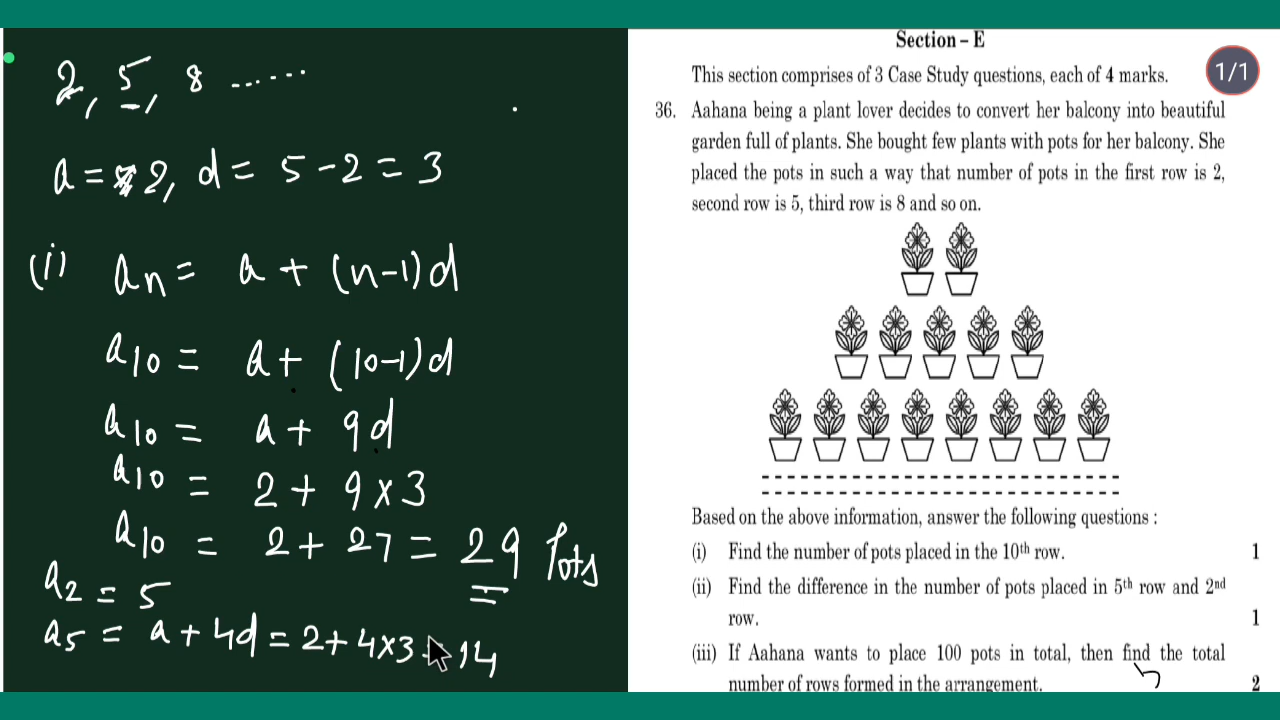 2, 5, 8 ......
a = 2, d = 5 - 2 = 3
(i) an = a + (n-1)d
a10 = a + (10-1)d
a10 = a + 9d
a10 = 2 + 9 x 3
a10 = 2 + 27 = 29 Pots
a2 = 5
a5 = a + 4d = 2 + 4x3 = 14
Section – E
1/1
This section comprises of 3 Case Study questions, each of 4 marks.
36. Aahana being a plant lover decides to convert her balcony into beautiful
garden full of plants. She bought few plants with pots for her balcony. She
placed the pots in such a way that number of pots in the first row is 2,
second row is 5, third row is 8 and so on.
Based on the above information, answer the following questions :
(i) Find the number of pots placed in the 10th row. 1
(ii) Find the difference in the number of pots placed in 5th row and 2nd
row. 1
(iii) If Aahana wants to place 100 pots in total, then find the total
number of rows formed in the arrangement. 2